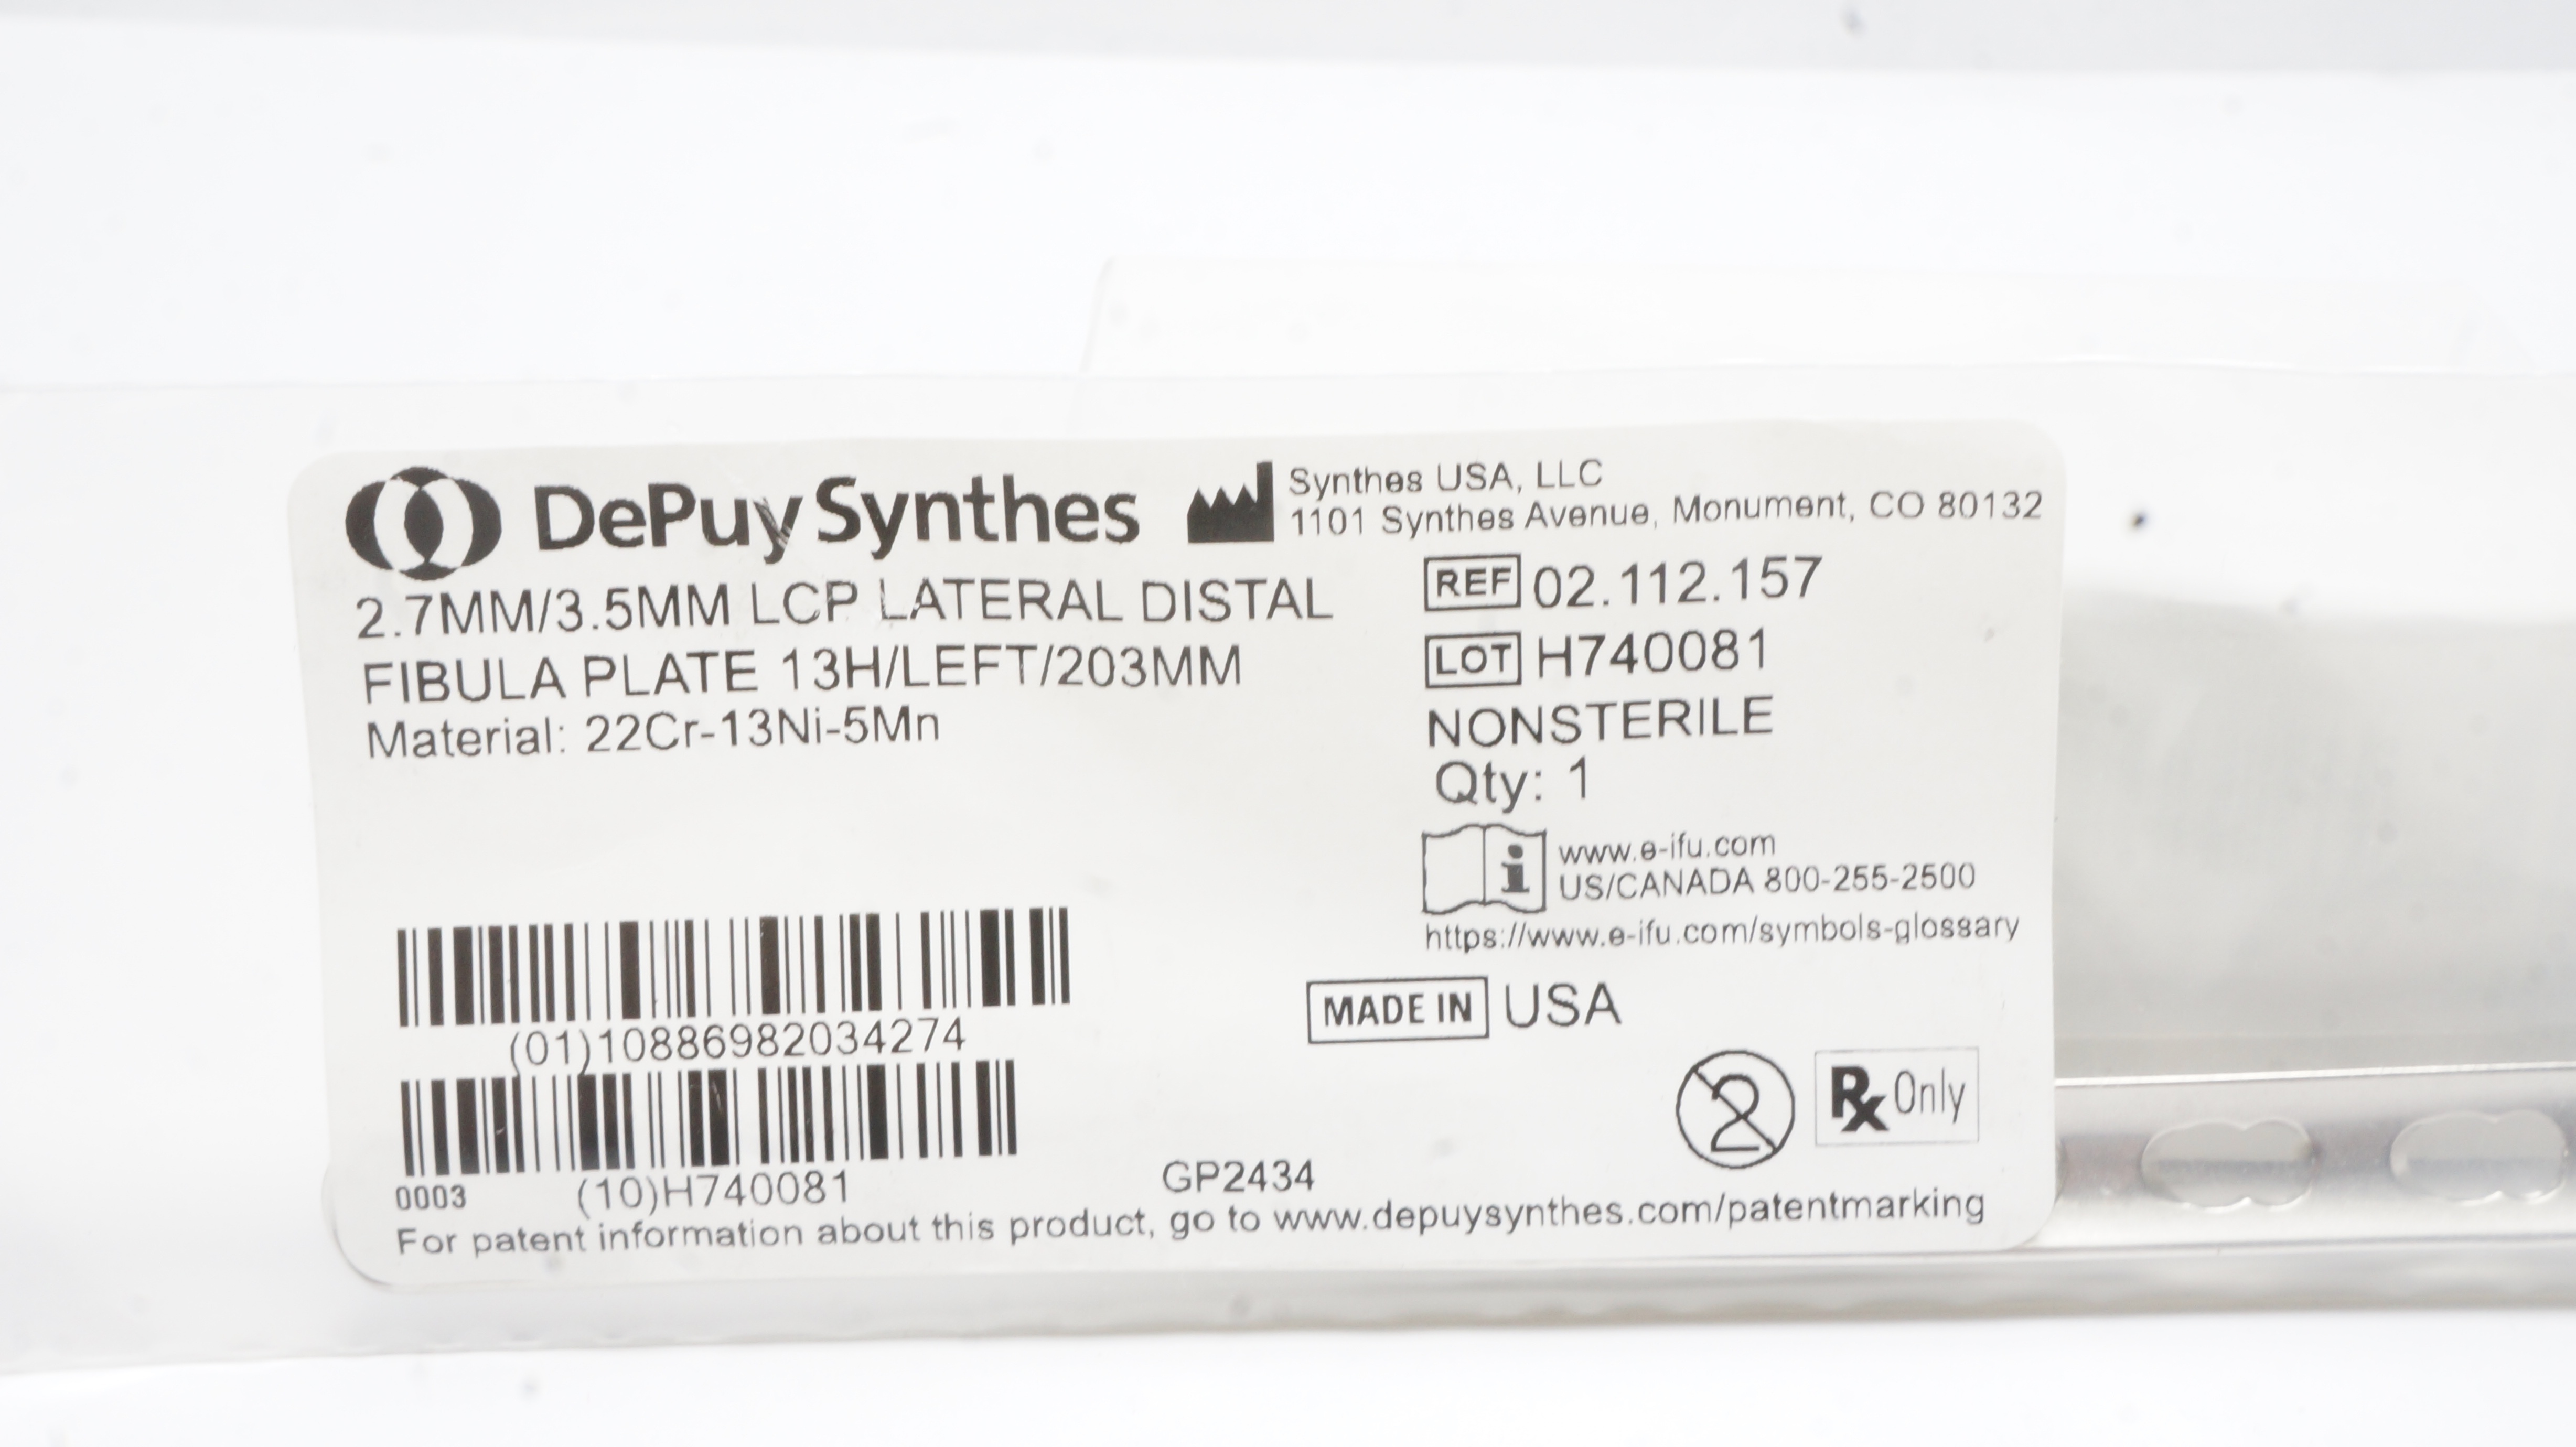 DePuy Synthes
Synthes USA, LLC
1101 Synthes Avenue, Monument, CO 80132
2.7MM/3.5MM LCP LATERAL DISTAL
FIBULA PLATE 13H/LEFT/203MM
Material: 22Cr-13Ni-5Mn
REF 02.112.157
LOT H740081
NONSTERILE
Qty: 1
i
www.e-ifu.com
US/CANADA 800-255-2500
https://www.e-ifu.com/symbols-glossary
MADE IN USA
2
Rx Only
(01)10886982034274
(10)H740081
0003
GP2434
For patent information about this product, go to www.depuysynthes.com/patentmarking